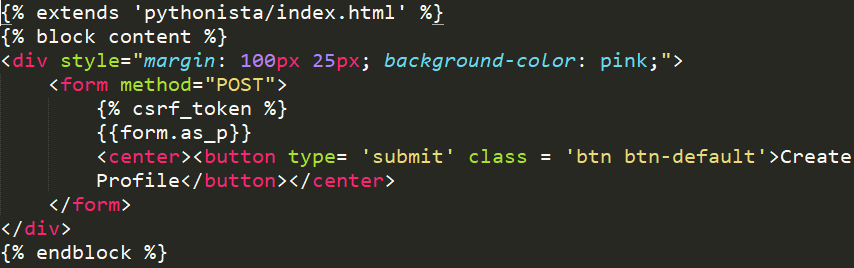 {% extends 'pythonista/index.html' %}
{% block content %}
<div style="margin: 100px 25px; background-color: pink;">
    <form method="POST">
        {% csrf_token %}
        {{form.as_p}}
        <center><button type= 'submit' class = 'btn btn-default'>Create
        Profile</button></center>
    </form>
</div>
{% endblock %}